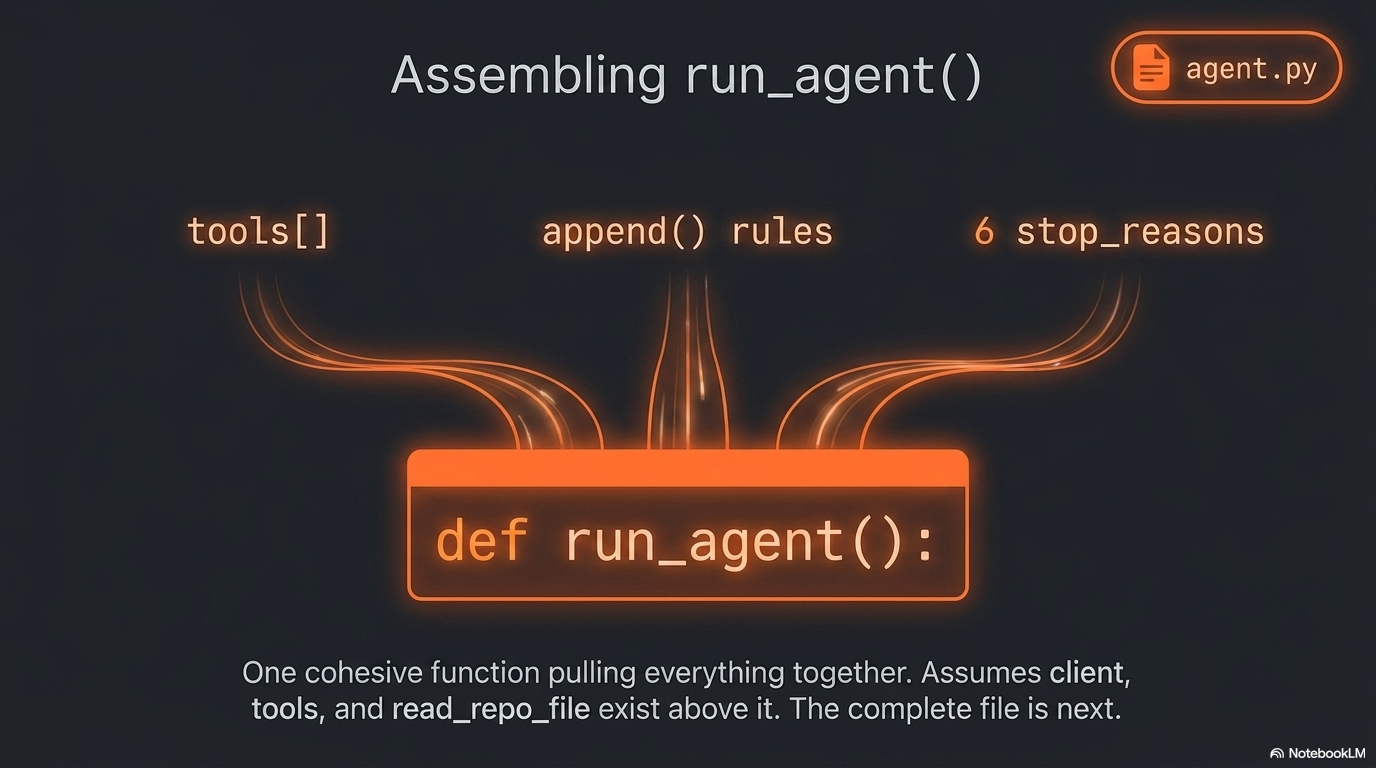 Assembling run_agent()
agent.py
tools[]
append() rules
6 stop_reasons
def run_agent():
One cohesive function pulling everything together. Assumes client,
tools, and read_repo_file exist above it. The complete file is next.
NotebookLM